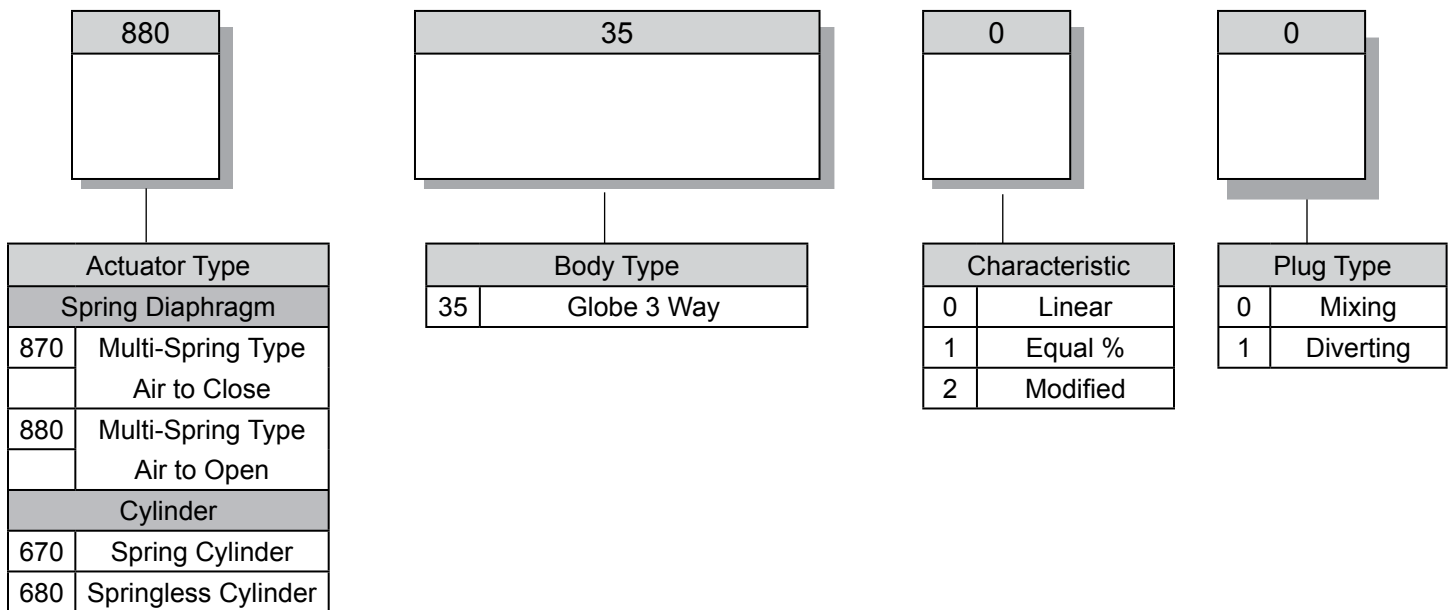 880
35
0
0
Actuator Type
Spring Diaphragm
870 Multi-Spring Type
Air to Close
880 Multi-Spring Type
Air to Open
Cylinder
670 Spring Cylinder
680 Springless Cylinder
Body Type
35 Globe 3 Way
Characteristic
0 Linear
1 Equal %
2 Modified
Plug Type
0 Mixing
1 Diverting